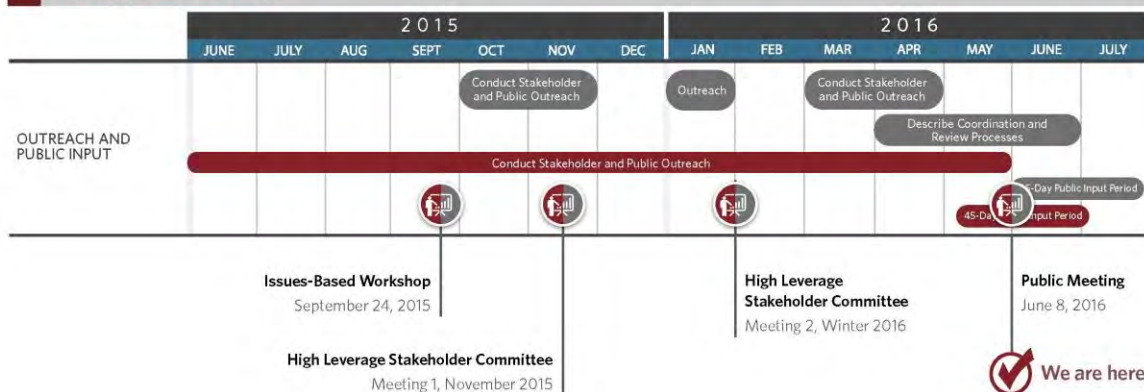 2015
2016
JUNE JULY AUG SEPT OCT NOV DEC JAN FEB MAR APR MAY JUNE JULY
OUTREACH AND
PUBLIC INPUT
Conduct Stakeholder
and Public Outreach
Outreach
Conduct Stakeholder
and Public Outreach
Describe Coordination and
Review Processes
Conduct Stakeholder and Public Outreach
5-Day Public Input Period
45-Da
Input Period
Issues-Based Workshop
September 24, 2015
High Leverage Stakeholder Committee
Meeting 1, November 2015
High Leverage
Stakeholder Committee
Meeting 2, Winter 2016
Public Meeting
June 8, 2016
We are here